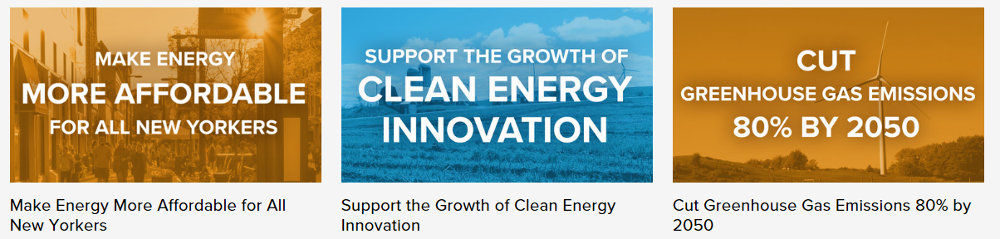 MAKE ENERGY
MORE AFFORDABLE
FOR ALL NEW YORKERS
Make Energy More Affordable for All
New Yorkers
SUPPORT THE GROWTH OF
CLEAN ENERGY
INNOVATION
Support the Growth of Clean Energy
Innovation
CUT
GREENHOUSE GAS EMISSIONS
80% BY 2050
Cut Greenhouse Gas Emissions 80% by
2050